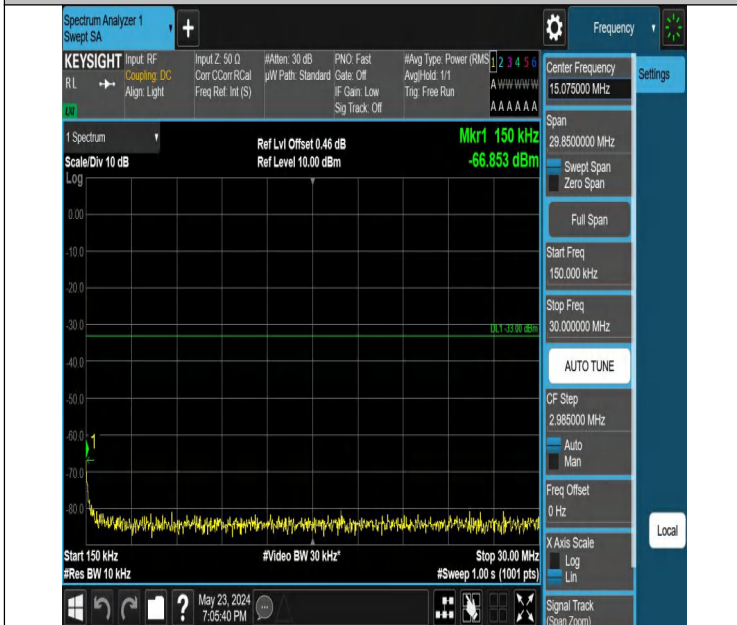 Spectrum Analyzer 1
Swept SA
+
Frequency
KEYSIGHT
RL
LXI
Input: RF
Coupling: DC
Align: Light
Input Z: 50 Ω
Corr CCorr RCal
Freq Ref: Int (S)
#Atten: 30 dB
µW Path: Standard
PNO: Fast
Gate: Off
IF Gain: Low
Sig Track: Off
#Avg Type: Power (RMS
Avg|Hold: 1/1
Trig: Free Run
1 2 3 4 5 6
A W W W W W
A A A A A A
1 Spectrum
Scale/Div 10 dB
Log
Ref Lvl Offset 0.46 dB
Ref Level 10.00 dBm
Mkr1 150 kHz
-66.853 dBm
0.00
-10.0
-20.0
-30.0
DL1 -33.00 dBm
-40.0
-50.0
-60.0
1
-70.0
-80.0
Start 150 kHz
#Res BW 10 kHz
#Video BW 30 kHz*
Stop 30.00 MHz
#Sweep 1.00 s (1001 pts)
Center Frequency
15.075000 MHz
Settings
Span
29.8500000 MHz
Swept Span
Zero Span
Full Span
Start Freq
150.000 kHz
Stop Freq
30.000000 MHz
AUTO TUNE
CF Step
2.985000 MHz
Auto
Man
Freq Offset
0 Hz
X Axis Scale
Log
Lin
Local
Signal Track
(Span Zoom)
?
May 23, 2024
7:05:40 PM